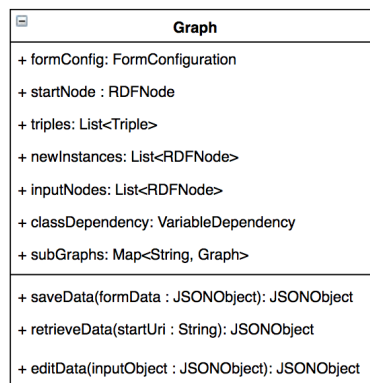 Graph
+ formConfig: FormConfiguration
+ startNode : RDFNode
+ triples: List<Triple>
+ newInstances: List<RDFNode>
+ inputNodes: List<RDFNode>
+ classDependency: VariableDependency
+ subGraphs: Map<String, Graph>
+ saveData(formData : JSONObject): JSONObject
+ retrieveData(startUri : String): JSONObject
+ editData(inputObject : JSONObject): JSONObject